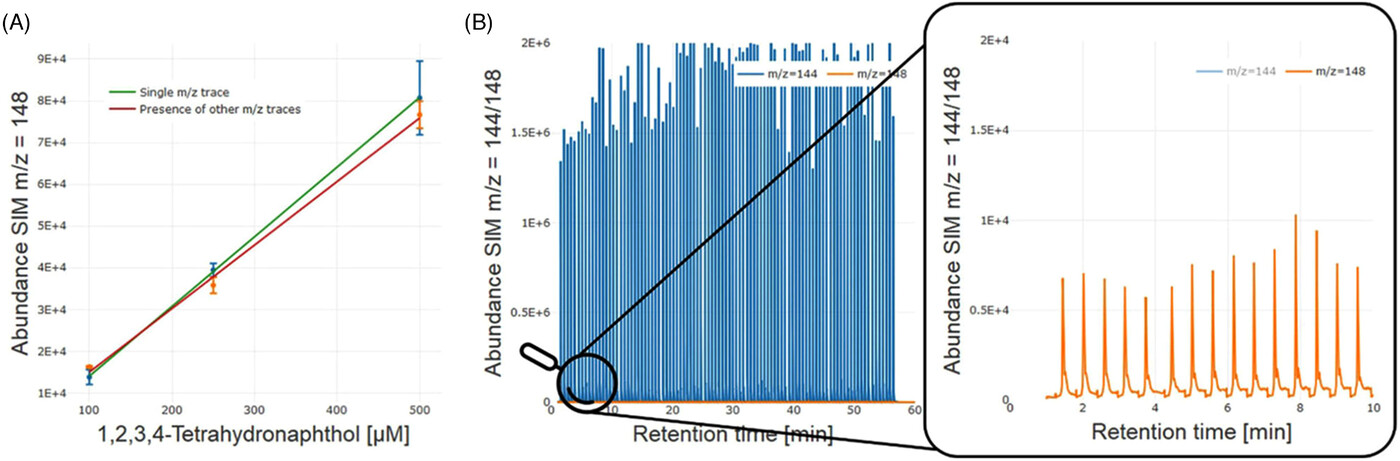 (A)
Abundance SIM m/z = 148
9E+4
8E+4
7E+4
6E+4
5E+4
4E+4
3E+4
2E+4
1E+4
Single m/z trace
Presence of other m/z traces
100
200
300
400
500
1,2,3,4-Tetrahydronaphthol [µM]
(B)
Abundance SIM m/z = 144/148
2E+6
1.5E+6
1E+6
0.5E+6
0
m/z=144
m/z=148
0
10
20
30
40
50
60
Retention time [min]
Abundance SIM m/z = 144/148
2E+4
1.5E+4
1E+4
0.5E+4
0
m/z=144
m/z=148
0
2
4
6
8
10
Retention time [min]